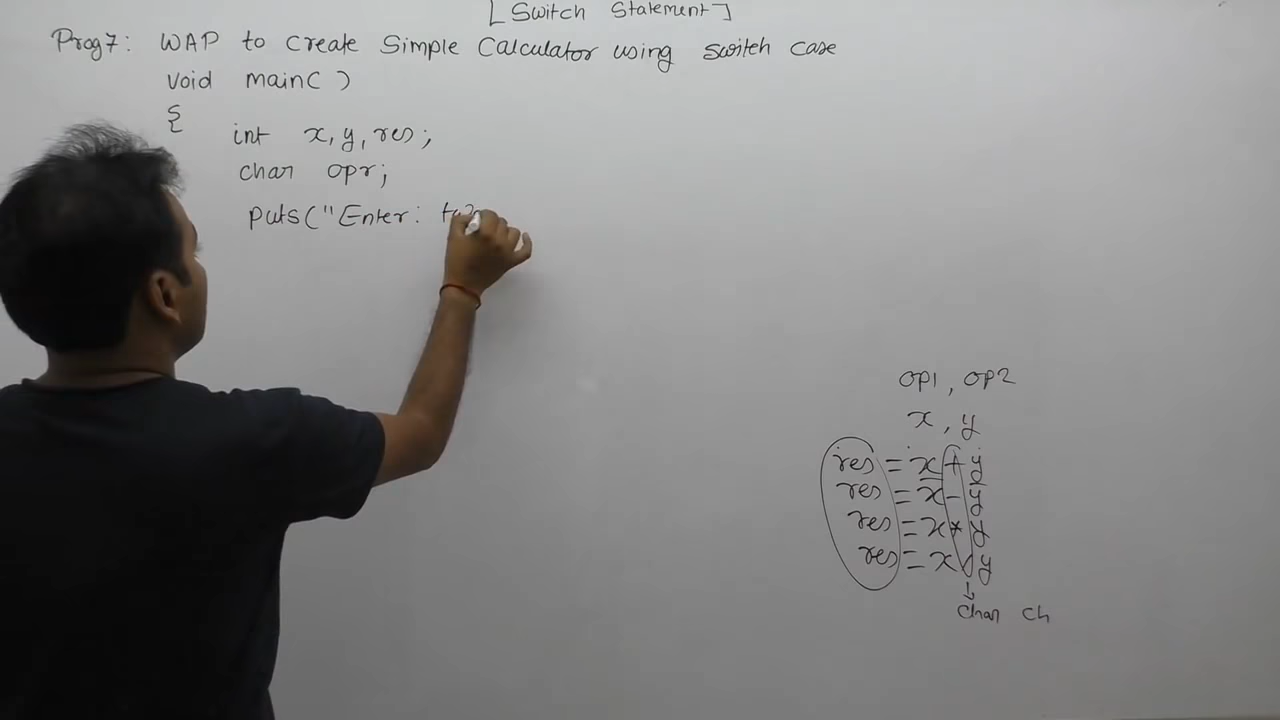 [Switch Statement]
Prog7: WAP to Create Simple Calculator using switch case
void main( )
{
int x, y, res;
char opr;
puts("Enter:
op1, op2
x, y
res = x + y
res = x - y
res = x * y
res = x / y
char ch